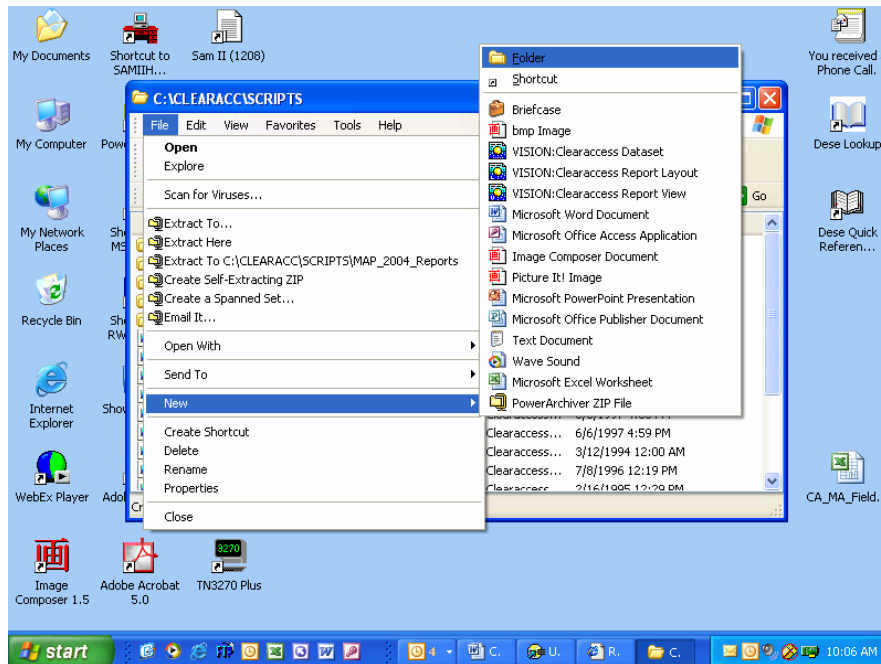 My Documents
Shortcut to
SAMIIH...
Sam II (1208)
You received
Phone Call.
C:\CLEARACC\SCRIPTS
File Edit View Favorites Tools Help
My Computer
Dese Lookup
Open
Explore
Scan for Viruses...
Extract To...
Extract Here
Extract To C:\CLEARACC\SCRIPTS\MAP_2004_Reports
Create Self-Extracting ZIP
Create a Spanned Set...
Email It...
Open With
Send To
New
Create Shortcut
Delete
Rename
Properties
Close
Folder
Shortcut
Briefcase
bmp Image
VISION:Clearaccess Dataset
VISION:Clearaccess Report Layout
VISION:Clearaccess Report View
Microsoft Word Document
Microsoft Office Access Application
Image Composer Document
Picture It! Image
Microsoft PowerPoint Presentation
Microsoft Office Publisher Document
Text Document
Wave Sound
Microsoft Excel Worksheet
PowerArchiver ZIP File
Go
Clearaccess... 6/6/1997 4:59 PM
Clearaccess... 3/12/1994 12:00 AM
Clearaccess... 7/8/1996 12:19 PM
Clearaccess... 2/16/1995 12:29 PM
My Network
Places
Dese Quick
Referen...
Recycle Bin
Internet
Explorer
WebEx Player
CA_MA_Field.
画
Image
Composer 1.5
Adobe Acrobat
5.0
3270
TN3270 Plus
start
4
C.
U.
R.
C.
10:06 AM